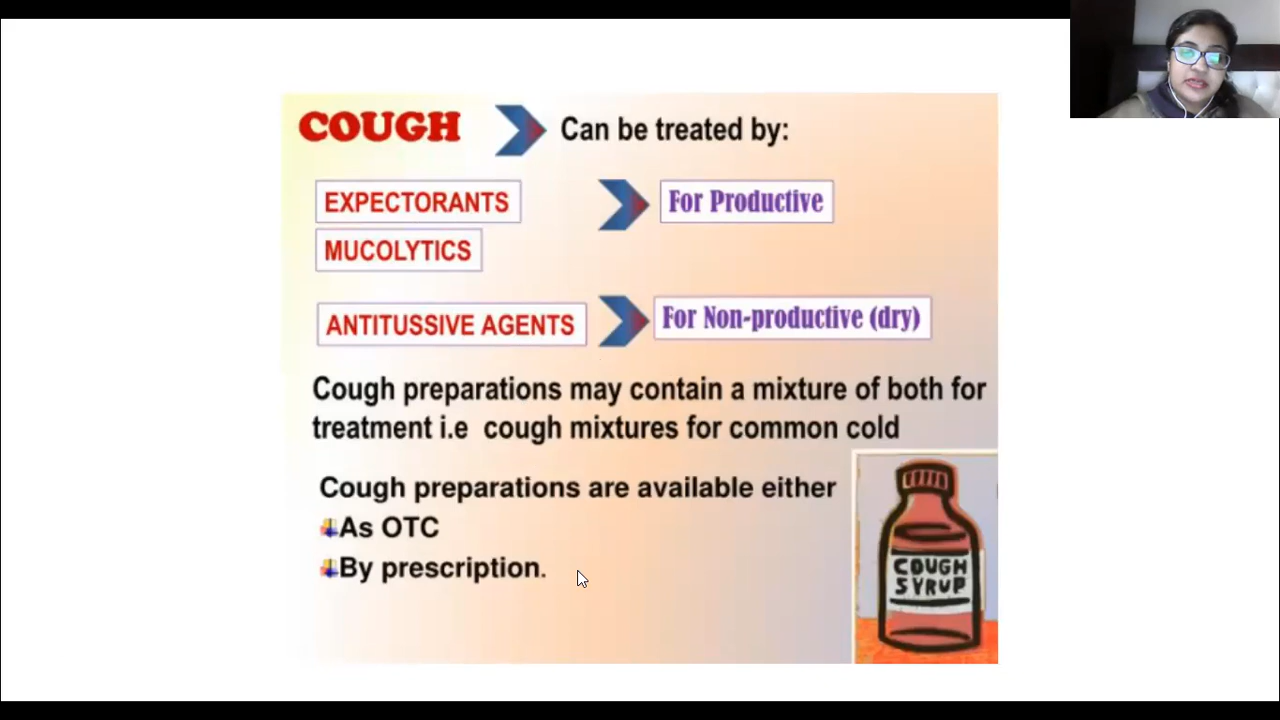 COUGH Can be treated by:
EXPECTORANTS For Productive
MUCOLYTICS
ANTITUSSIVE AGENTS For Non-productive (dry)
Cough preparations may contain a mixture of both for
treatment i.e cough mixtures for common cold
Cough preparations are available either
As OTC
By prescription.
COUGH
SYRUP